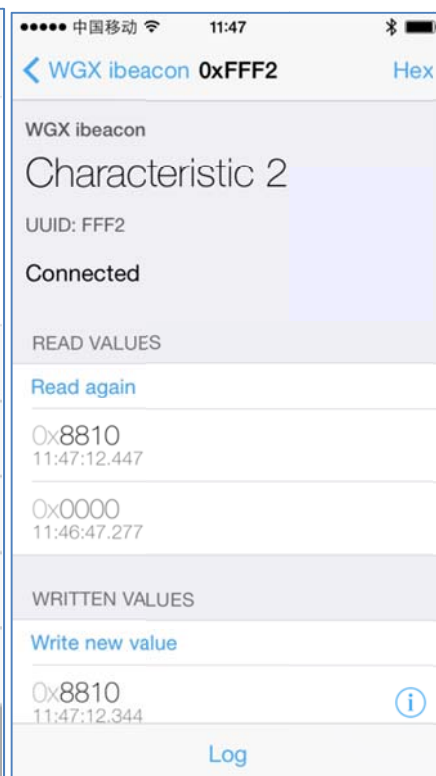 中国移动 11:47
WGX ibeacon 0xFFF2 Hex
WGX ibeacon
Characteristic 2
UUID: FFF2
Connected
READ VALUES
Read again
0x8810
11:47:12.447
0x0000
11:46:47.277
WRITTEN VALUES
Write new value
0x8810
11:47:12.344
Log